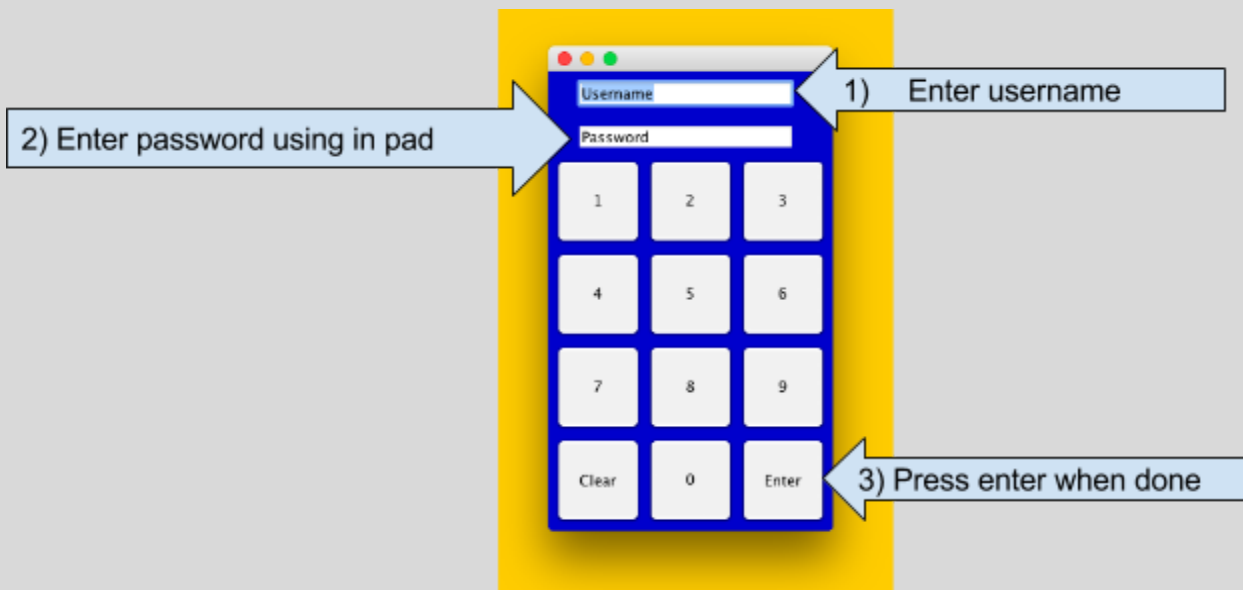 Username
1) Enter username
2) Enter password using in pad
Password
1 2 3
4 5 6
7 8 9
Clear 0 Enter
3) Press enter when done